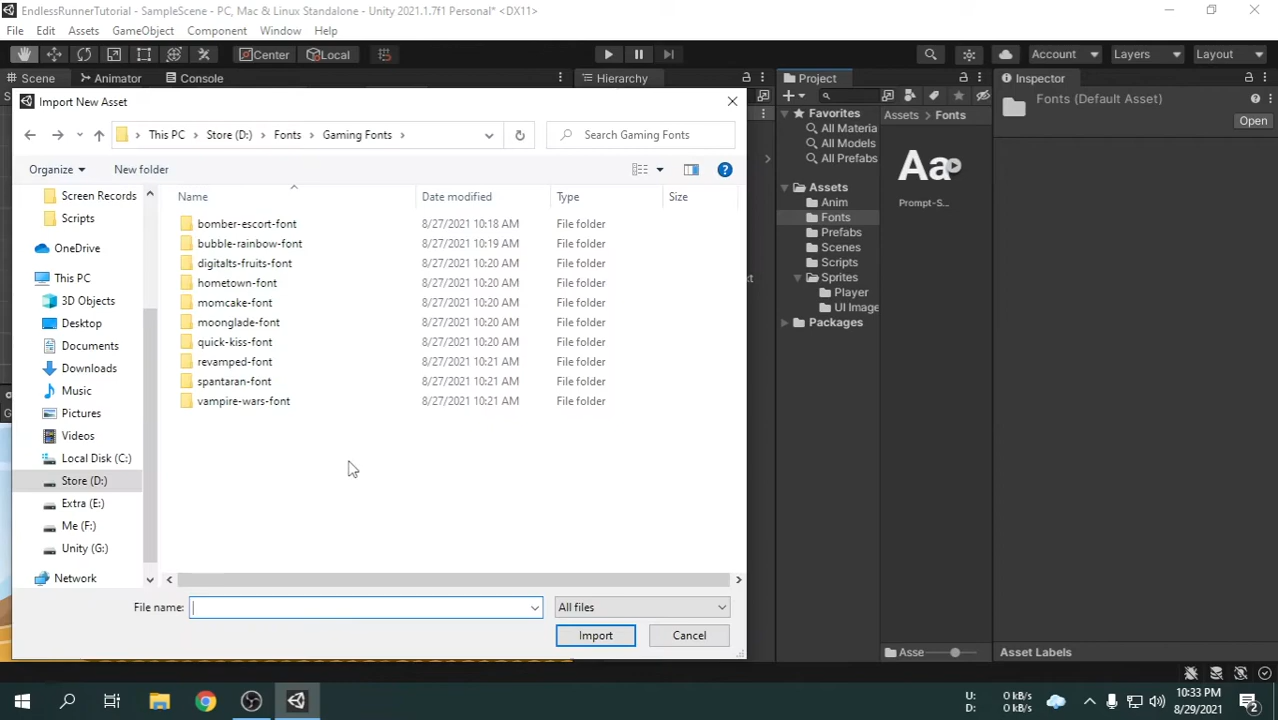 EndlessRunnerTutorial - SampleScene - PC, Mac & Linux Standalone - Unity 2021.1.7f1 Personal* <DX11>
File Edit Assets GameObject Component Window Help
Center Local Account Layers Layout
Scene Animator Console Hierarchy Project Inspector
Import New Asset
This PC > Store (D:) > Fonts > Gaming Fonts >
Search Gaming Fonts
Organize New folder
Name Date modified Type Size
bomber-escort-font 8/27/2021 10:18 AM File folder
bubble-rainbow-font 8/27/2021 10:19 AM File folder
digitalts-fruits-font 8/27/2021 10:20 AM File folder
hometown-font 8/27/2021 10:20 AM File folder
momcake-font 8/27/2021 10:20 AM File folder
moonglade-font 8/27/2021 10:20 AM File folder
quick-kiss-font 8/27/2021 10:20 AM File folder
revamped-font 8/27/2021 10:21 AM File folder
spantaran-font 8/27/2021 10:21 AM File folder
vampire-wars-font 8/27/2021 10:21 AM File folder
Screen Records
Scripts
OneDrive
This PC
3D Objects
Desktop
Documents
Downloads
Music
Pictures
Videos
Local Disk (C:)
Store (D:)
Extra (E:)
Me (F:)
Unity (G:)
Network
File name:
All files
Import Cancel
Favorites
All Materia
All Models
All Prefabs
Assets
Anim
Fonts
Prefabs
Scenes
Scripts
Sprites
Player
UI Image
Packages
Assets > Fonts
Aa
Prompt-S...
Asse
Fonts (Default Asset)
Open
Asset Labels
U: 0 kB/s
D: 0 kB/s
10:33 PM
8/29/2021
2